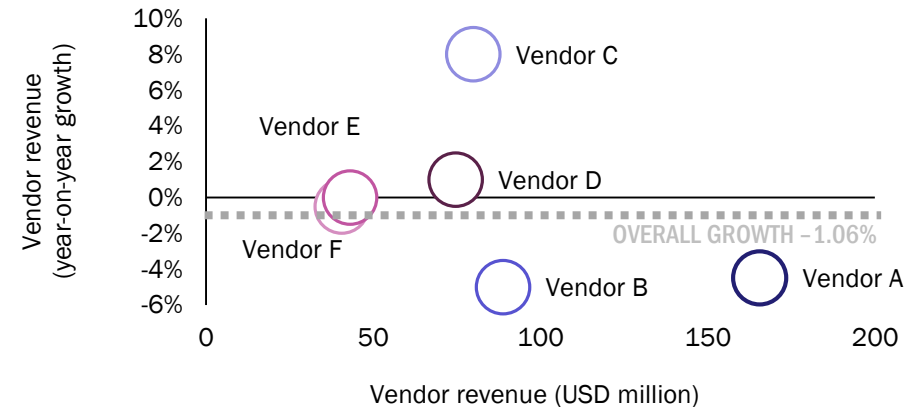 Vendor revenue
(year-on-year growth)
10%
8%
6%
4%
2%
0%
-2%
-4%
-6%
Vendor C
Vendor E
Vendor D
Vendor F
OVERALL GROWTH –1.06%
Vendor B
Vendor A
0
50
100
150
200
Vendor revenue (USD million)